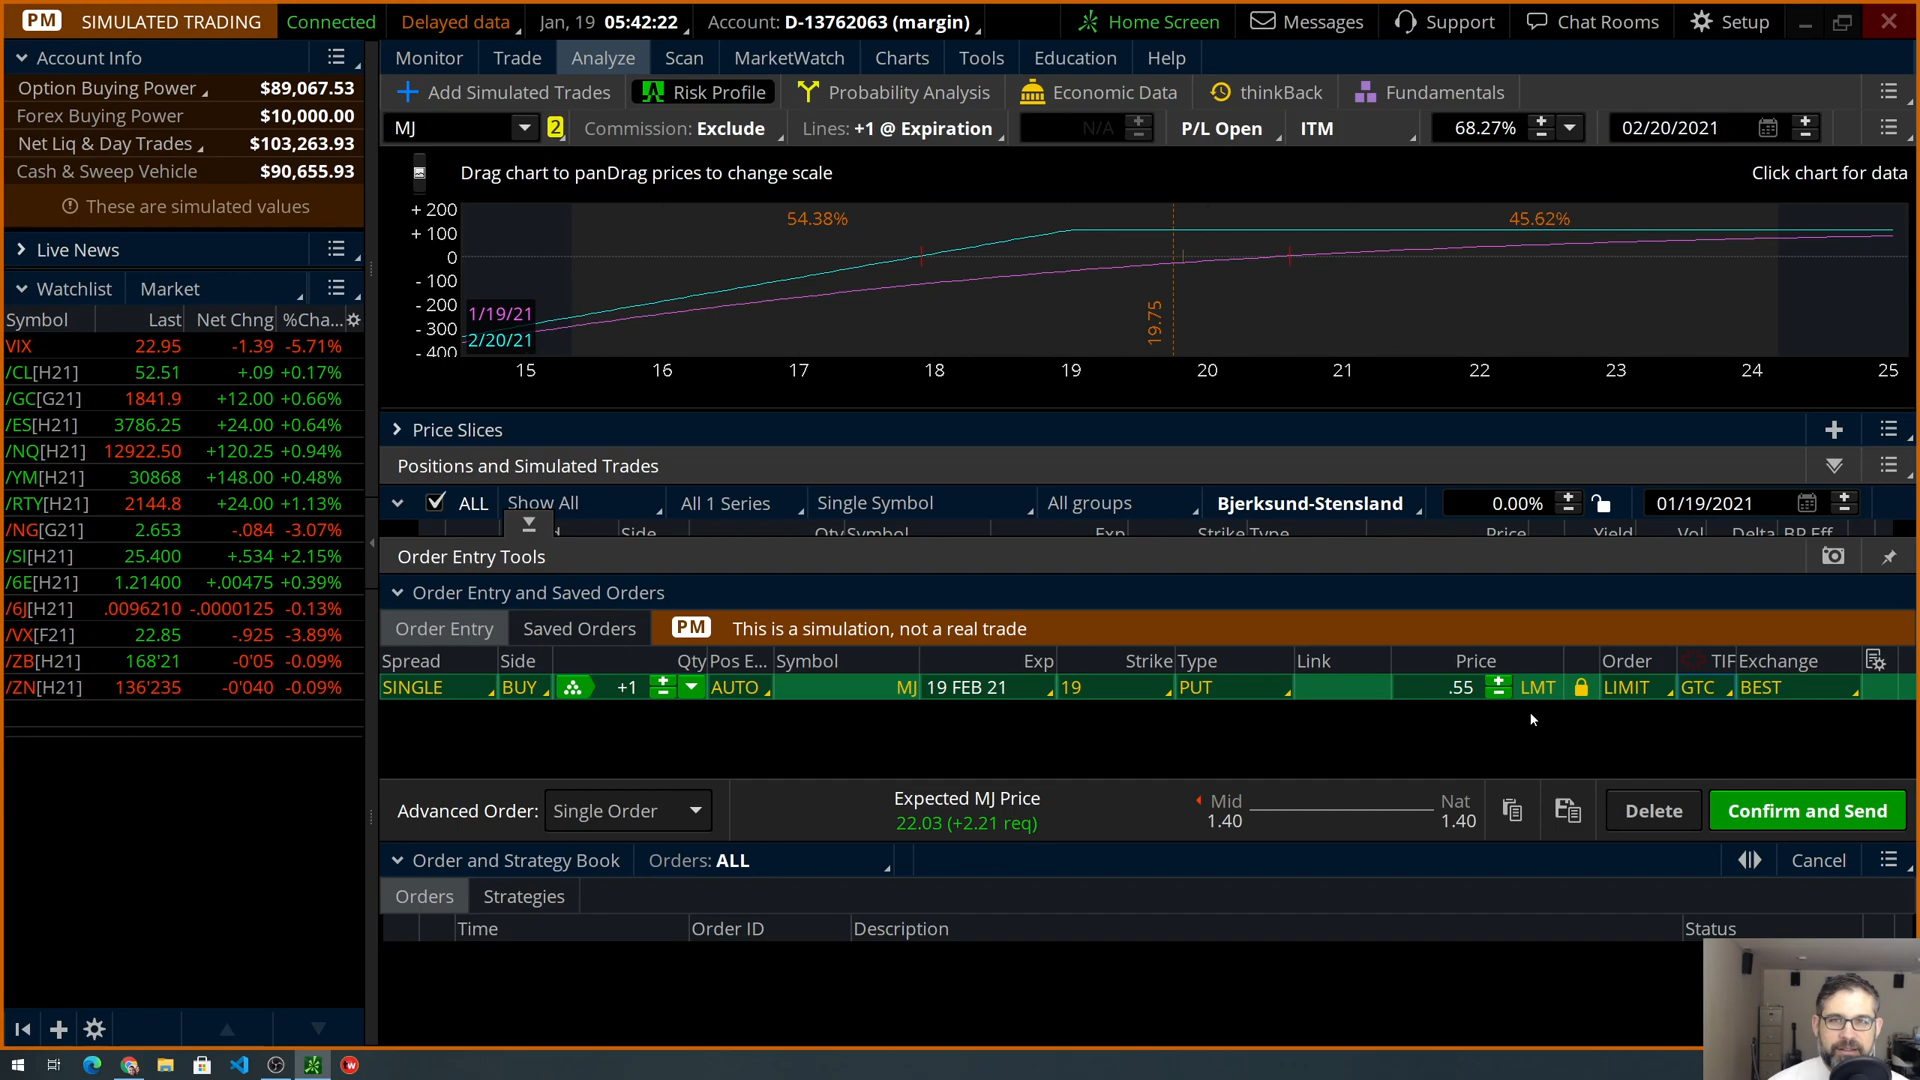 PM SIMULATED TRADING Connected Delayed data Jan, 19 05:42:22 Account: D-13762063 (margin) Home Screen Messages Support Chat Rooms Setup
Account Info
Option Buying Power $89,067.53
Forex Buying Power $10,000.00
Net Liq & Day Trades $103,263.93
Cash & Sweep Vehicle $90,655.93
These are simulated values
Live News
Watchlist Market
Symbol Last Net Chng %Cha...
VIX 22.95 -1.39 -5.71%
/CL[H21] 52.51 +.09 +0.17%
/GC[G21] 1841.9 +12.00 +0.66%
/ES[H21] 3786.25 +24.00 +0.64%
/NQ[H21] 12922.50 +120.25 +0.94%
/YM[H21] 30868 +148.00 +0.48%
/RTY[H21] 2144.8 +24.00 +1.13%
/NG[G21] 2.653 -.084 -3.07%
/SI[H21] 25.400 +.534 +2.15%
/6E[H21] 1.21400 +.00475 +0.39%
/6J[H21] .0096210 -.0000125 -0.13%
/VX[F21] 22.85 -.925 -3.89%
/ZB[H21] 168'21 -0'05 -0.09%
/ZN[H21] 136'235 -0'040 -0.09%
Monitor Trade Analyze Scan MarketWatch Charts Tools Education Help
Add Simulated Trades Risk Profile Probability Analysis Economic Data thinkBack Fundamentals
MJ 2 Commission: Exclude Lines: +1 @ Expiration N/A P/L Open ITM 68.27% 02/20/2021
Drag chart to panDrag prices to change scale Click chart for data
+ 200
+ 100
0
- 100
- 200
- 300
- 400
54.38% 45.62%
19.75
1/19/21
2/20/21
15 16 17 18 19 20 21 22 23 24 25
Price Slices
Positions and Simulated Trades
ALL Show All All 1 Series Single Symbol All groups Bjerksund-Stensland 0.00% 01/19/2021
Side Qty Symbol Exp Strike Type Price Yield Vol Delta BP Eff
Order Entry Tools
Order Entry and Saved Orders
Order Entry Saved Orders PM This is a simulation, not a real trade
Spread Side Qty Pos E... Symbol Exp Strike Type Link Price Order TIF Exchange
SINGLE BUY +1 AUTO MJ 19 FEB 21 19 PUT .55 LMT LIMIT GTC BEST
Advanced Order: Single Order
Expected MJ Price
22.03 (+2.21 req)
Mid Nat
1.40 1.40
Delete Confirm and Send
Order and Strategy Book Orders: ALL Cancel
Orders Strategies
Time Order ID Description Status